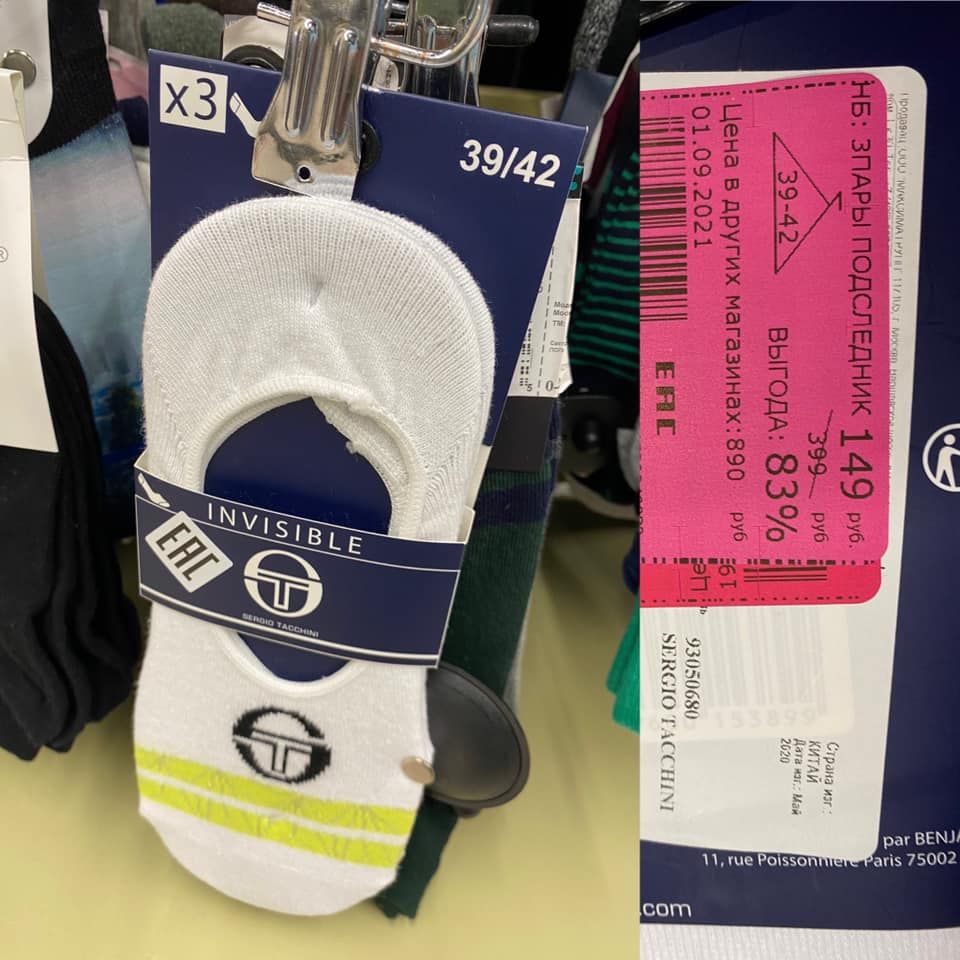 x3
39/42
INVISIBLE
EAC
SERGIO TACCHINI
НБ: 3ПАРЫ ПОДСЛЕДНИК 149 руб.
399 руб
39-42
ВЫГОДА: 83%
Цена в других магазинах: 890 руб
01.09.2021
EAC
93050680
SERGIO TACCHINI
153899
Страна изг.:
КИТАЙ
Дата изг.: Май
2020
par BENJA
11, rue Poissonnière Paris 75002
.com